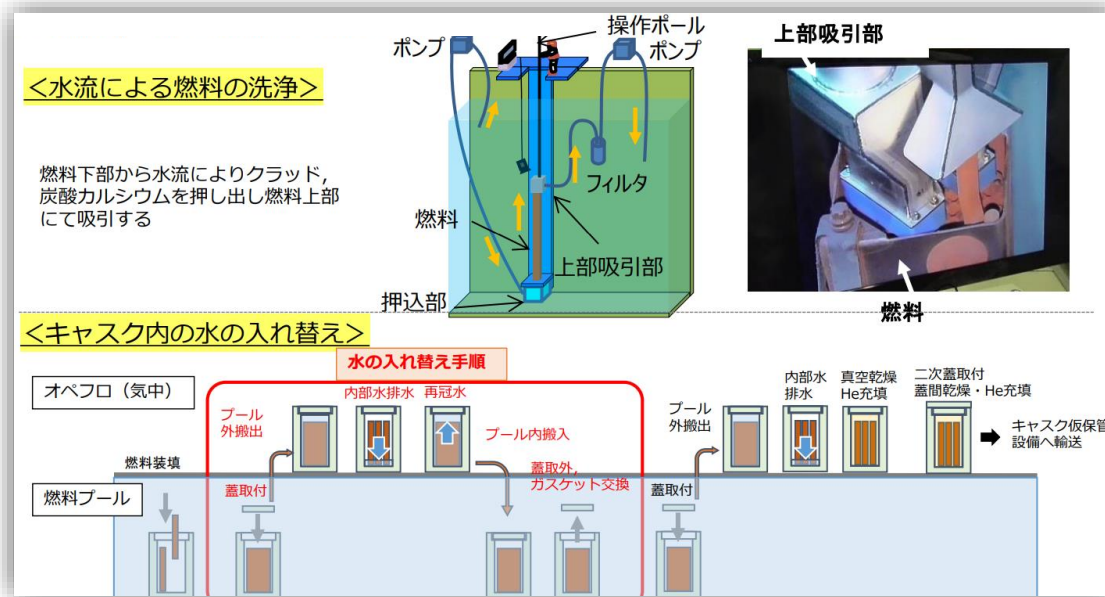 <水流による燃料の洗浄>
燃料下部から水流によりクラッド,
炭酸カルシウムを押し出し燃料上部
にて吸引する
操作ポール
ポンプ
ポンプ
フィルタ
燃料
上部吸引部
押込部
上部吸引部
燃料
<キャスク内の水の入れ替え>
水の入れ替え手順
オペフロ(気中)
プール
外搬出
内部水排水
再冠水
プール内搬入
蓋取外,
ガスケット交換
プール
外搬出
内部水
排水
真空乾燥
He充填
二次蓋取付
蓋間乾燥・He充填
キャスク仮保管
設備へ輸送
燃料装填
燃料プール
蓋取付
蓋取付